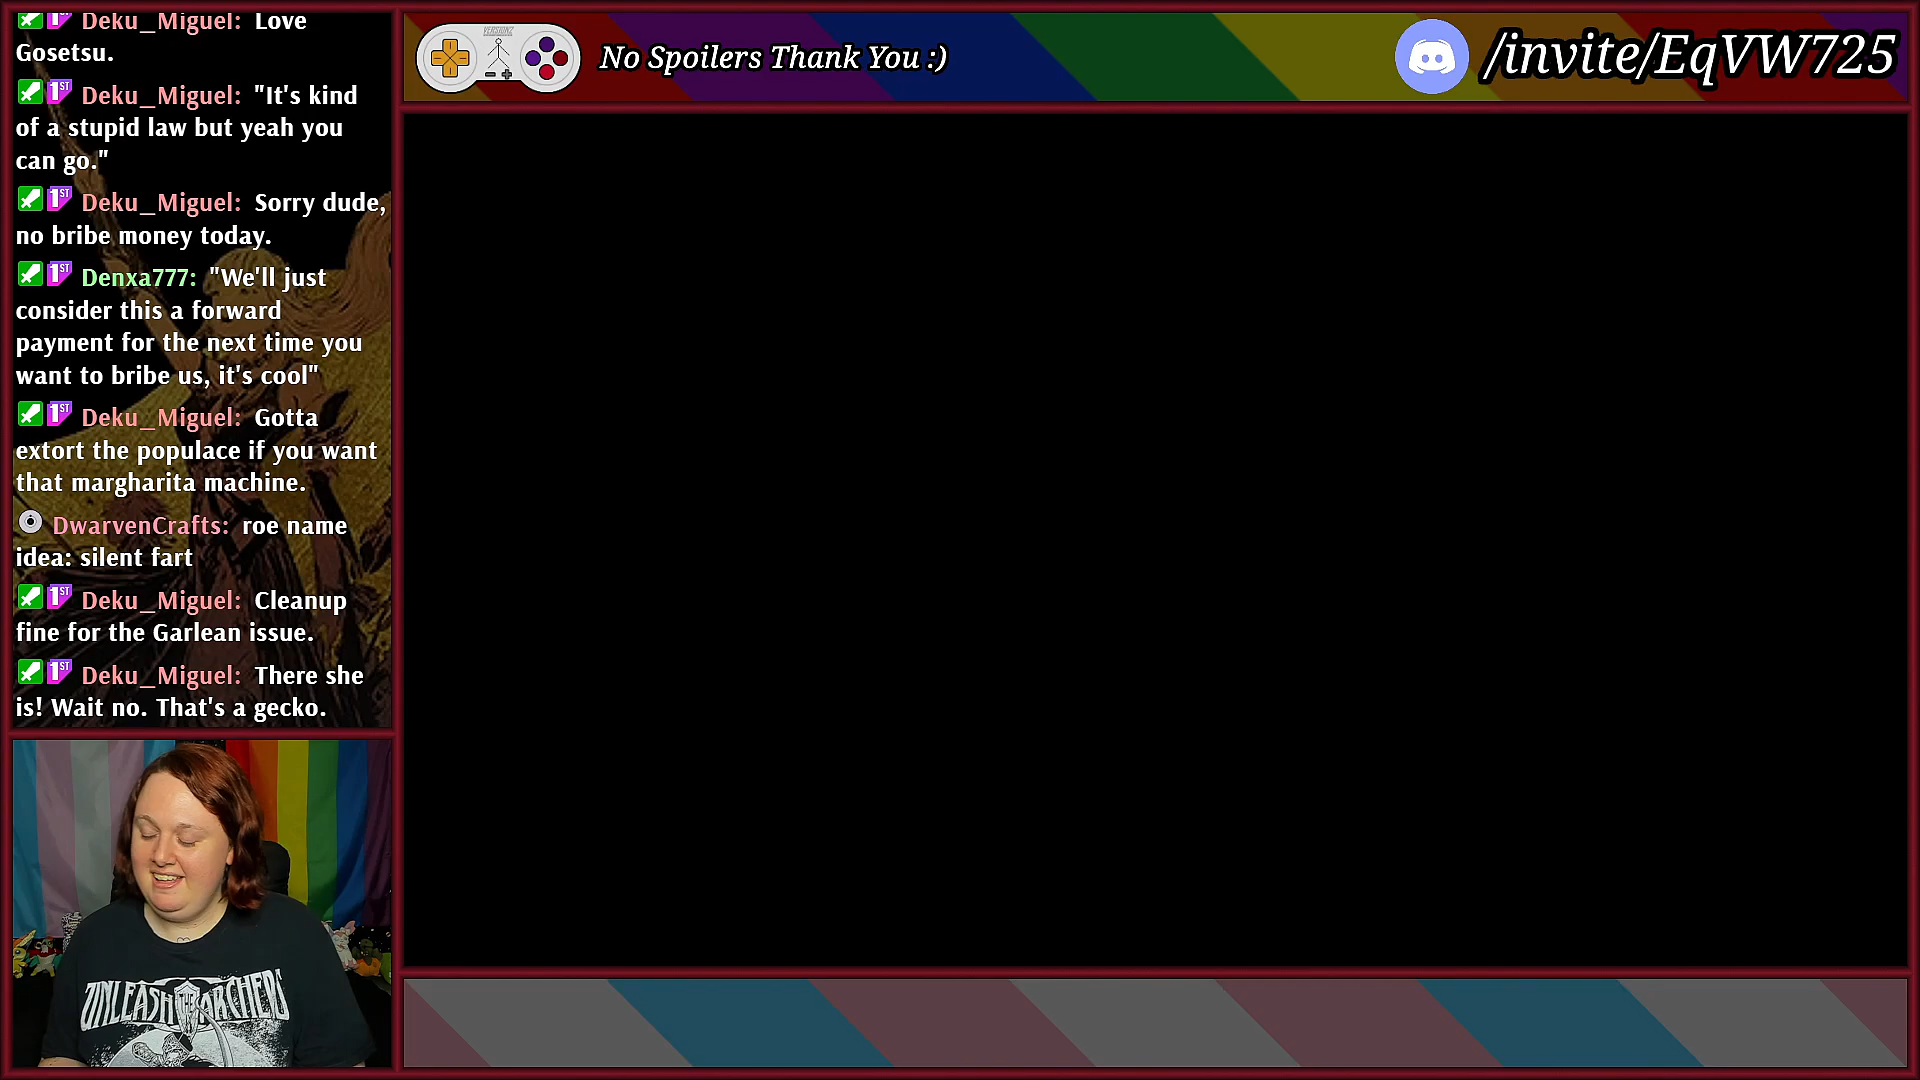 Deku_Miguel: Love
Gosetsu.
Deku_Miguel: "It's kind
of a stupid law but yeah you
can go."
Deku_Miguel: Sorry dude,
no bribe money today.
Denxa777: "We'll just
consider this a forward
payment for the next time you
want to bribe us, it's cool"
Deku_Miguel: Gotta
extort the populace if you want
that margharita machine.
DwarvenCrafts: roe name
idea: silent fart
Deku_Miguel: Cleanup
fine for the Garlean issue.
Deku_Miguel: There she
is! Wait no. That's a gecko.
VERSIONZ
No Spoilers Thank You :)
/invite/EqVW725
UNLEASH THE ARCHERS